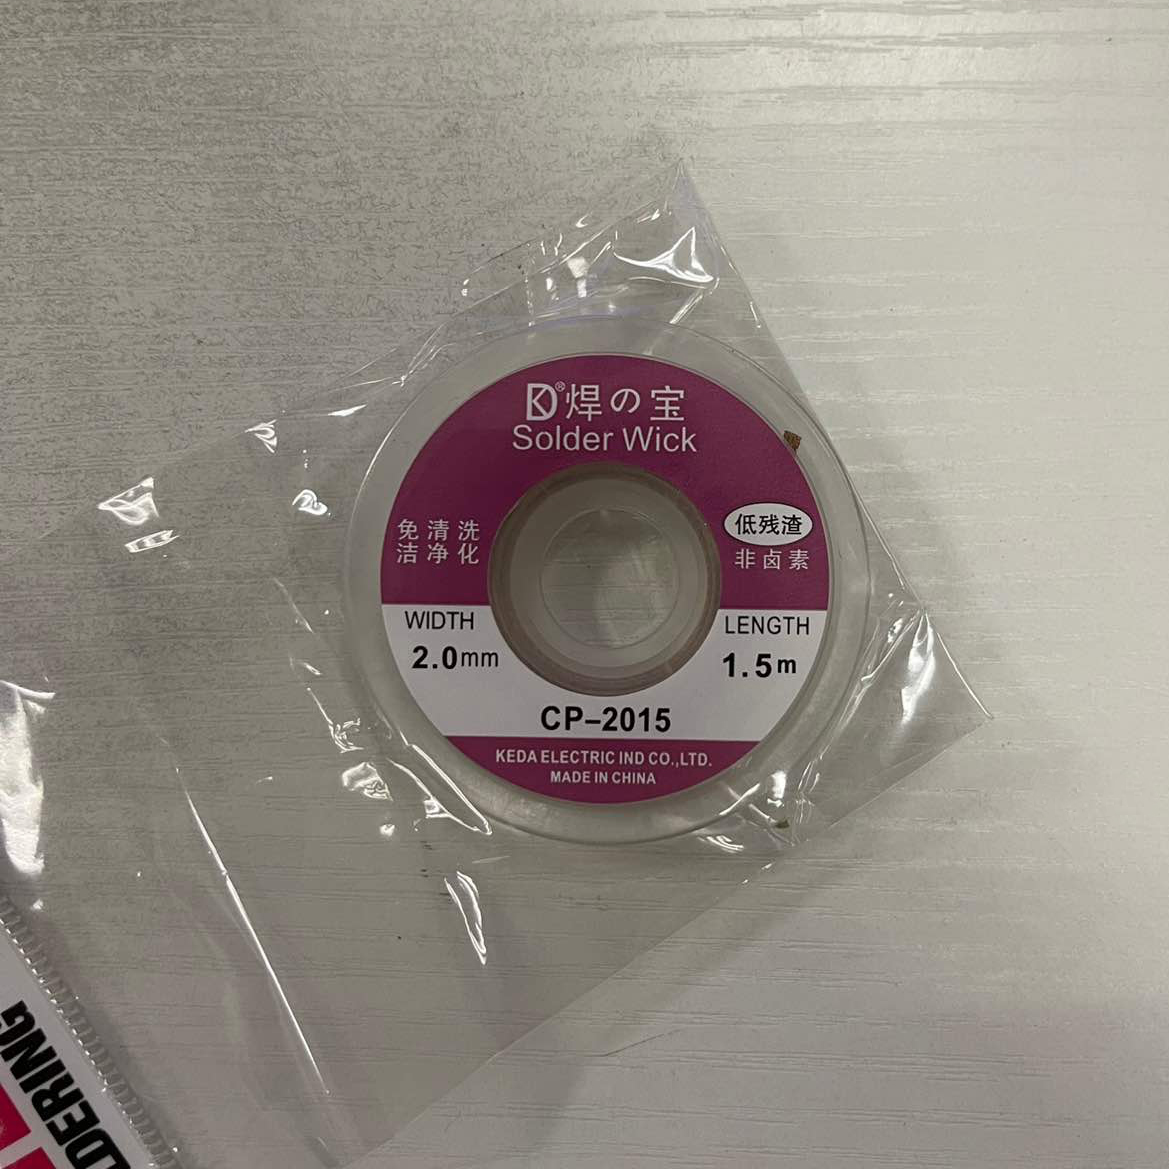 D®焊の宝
Solder Wick
免清洗
洁净化
低残渣
非卤素
WIDTH
2.0mm
LENGTH
1.5m
CP–2015
KEDA ELECTRIC IND CO.,LTD.
MADE IN CHINA
DERING